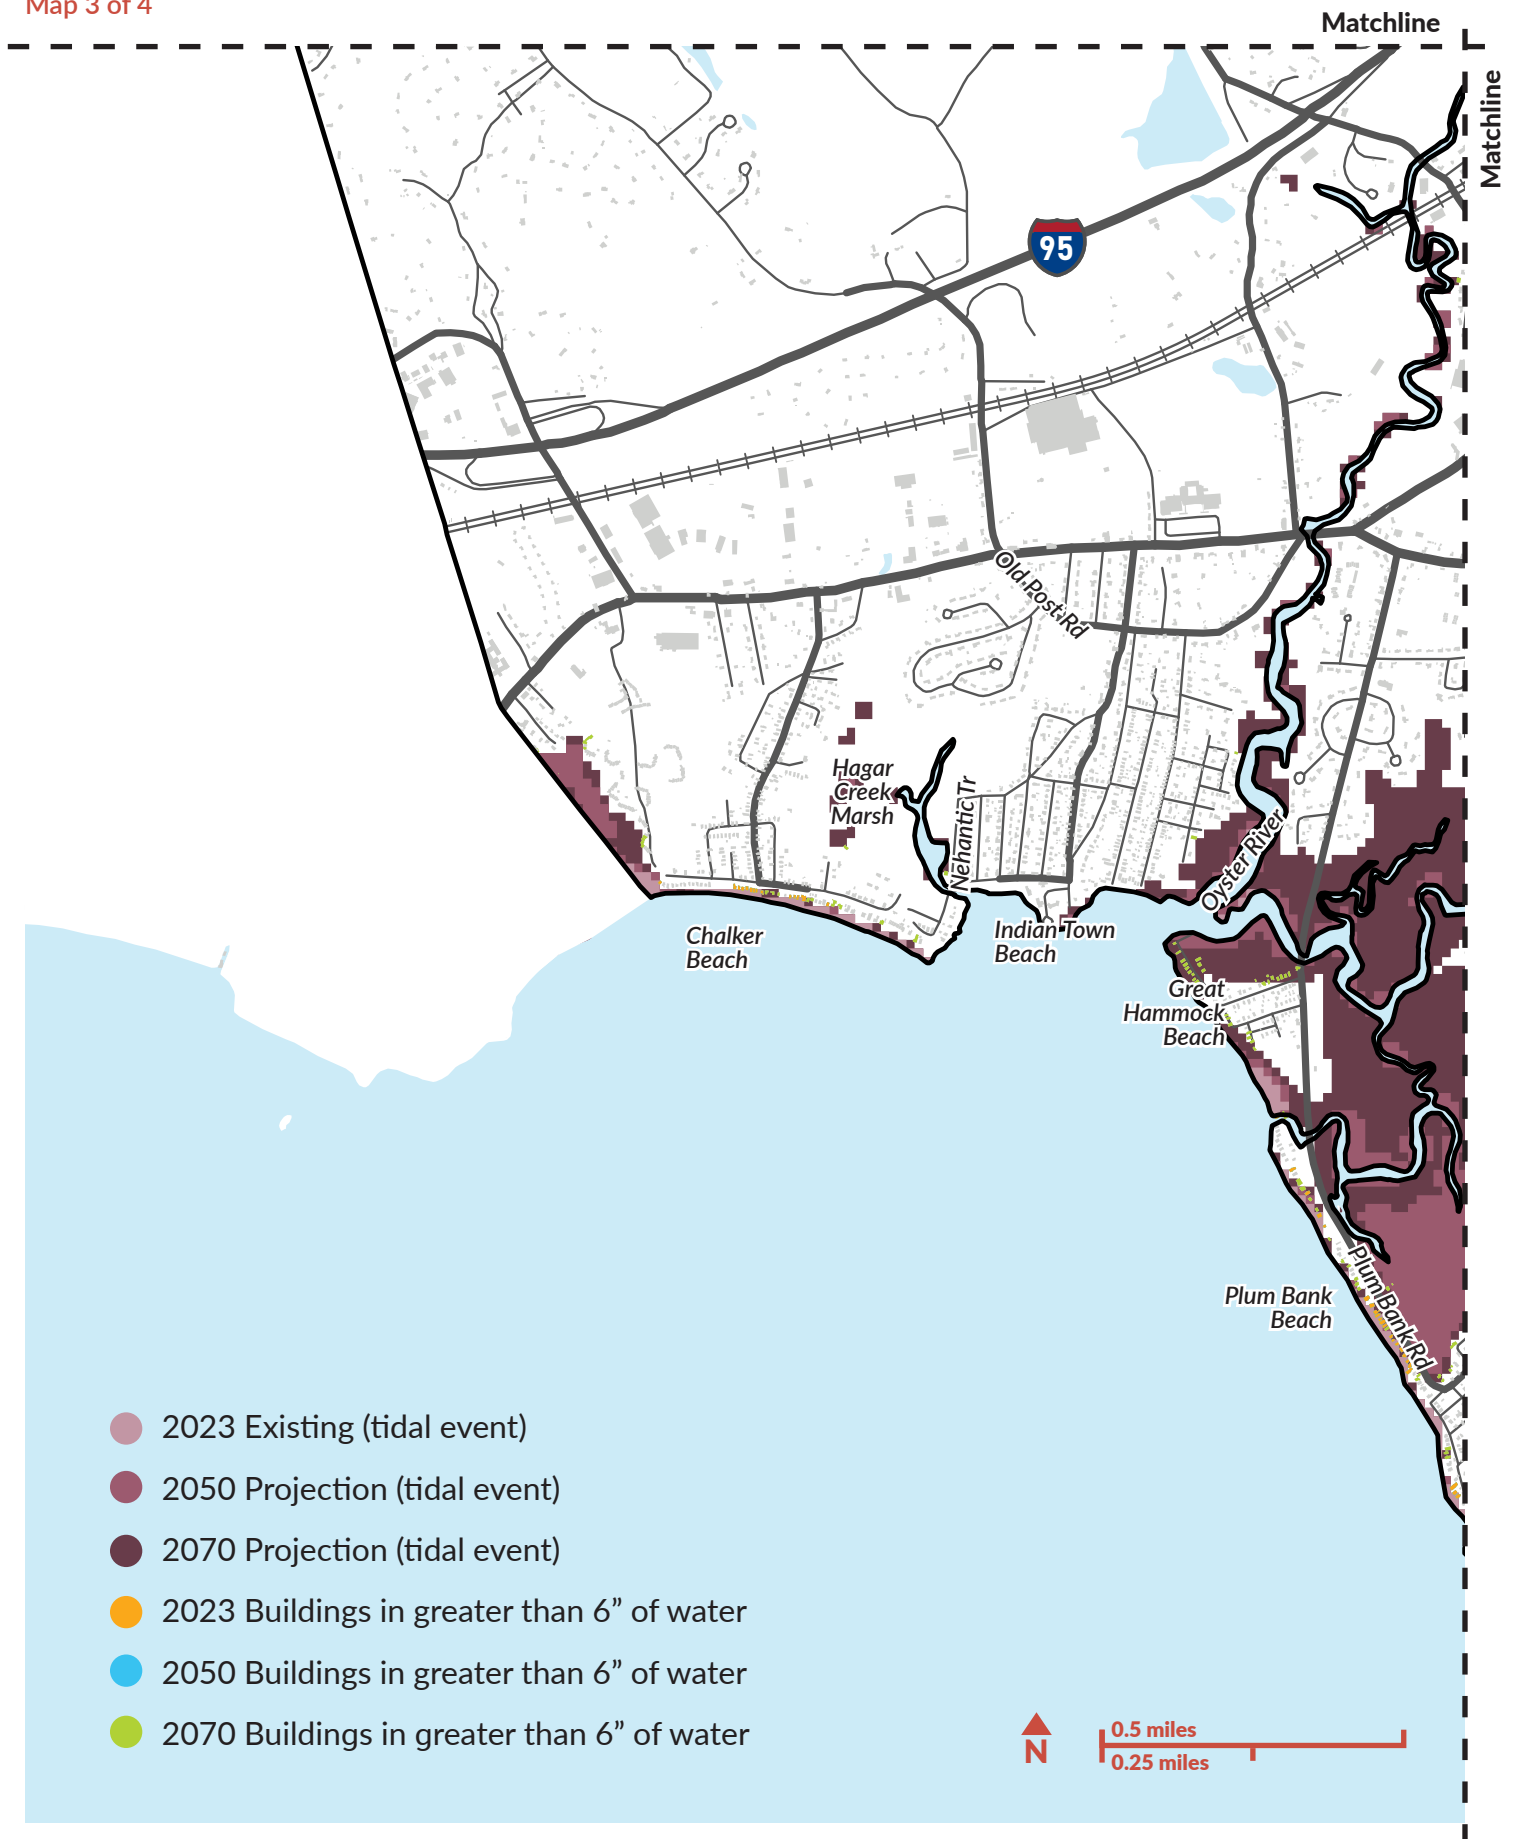 Map 3 of 4
Matchline
Matchline
95
Old Post Rd
Hagar
Creek
Marsh
Nehantic Tr
Oyster River
Chalker
Beach
Indian Town
Beach
Great
Hammock
Beach
Plum Bank
Beach
Plum Bank Rd
2023 Existing (tidal event)
2050 Projection (tidal event)
2070 Projection (tidal event)
2023 Buildings in greater than 6” of water
2050 Buildings in greater than 6” of water
2070 Buildings in greater than 6” of water
N
0.5 miles
0.25 miles